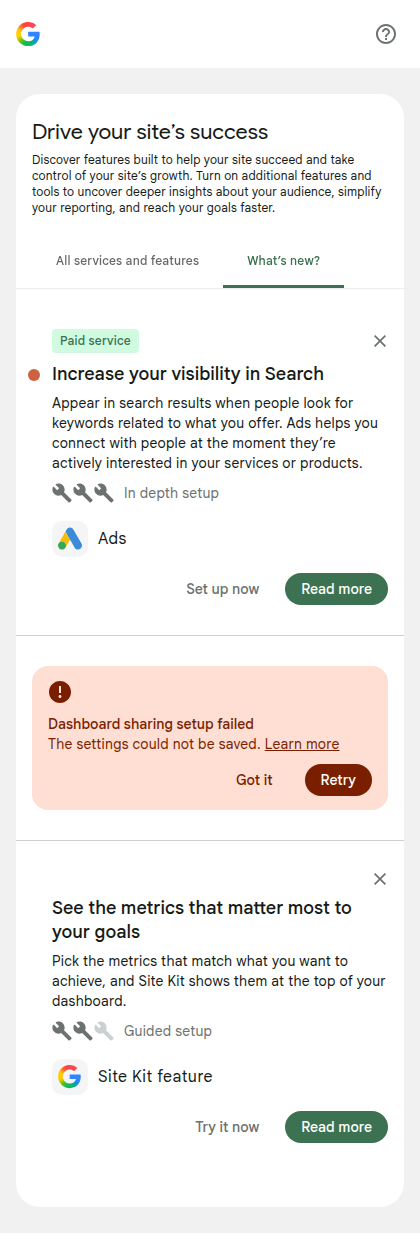 Drive your site’s success
Discover features built to help your site succeed and take
control of your site’s growth. Turn on additional features and
tools to uncover deeper insights about your audience, simplify
your reporting, and reach your goals faster.
All services and features
What’s new?
Paid service
Increase your visibility in Search
Appear in search results when people look for
keywords related to what you offer. Ads helps you
connect with people at the moment they’re
actively interested in your services or products.
In depth setup
Ads
Set up now
Read more
Dashboard sharing setup failed
The settings could not be saved. Learn more
Got it
Retry
See the metrics that matter most to
your goals
Pick the metrics that match what you want to
achieve, and Site Kit shows them at the top of your
dashboard.
Guided setup
Site Kit feature
Try it now
Read more